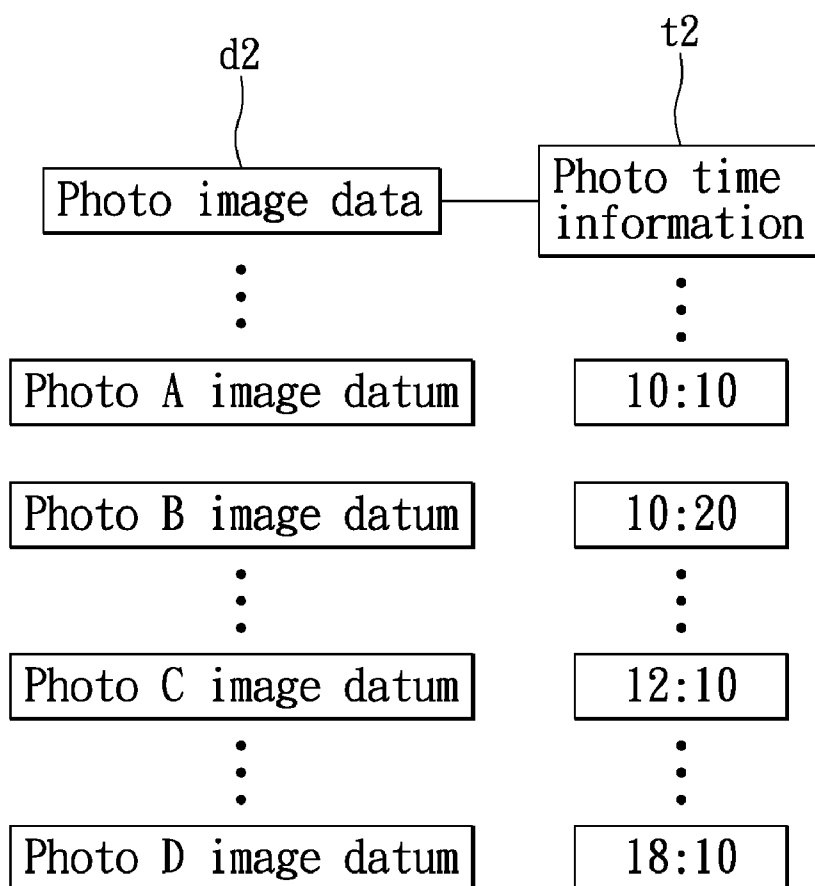 d2
t2
Photo image data
Photo time
information
Photo A image datum
10:10
Photo B image datum
10:20
Photo C image datum
12:10
Photo D image datum
18:10